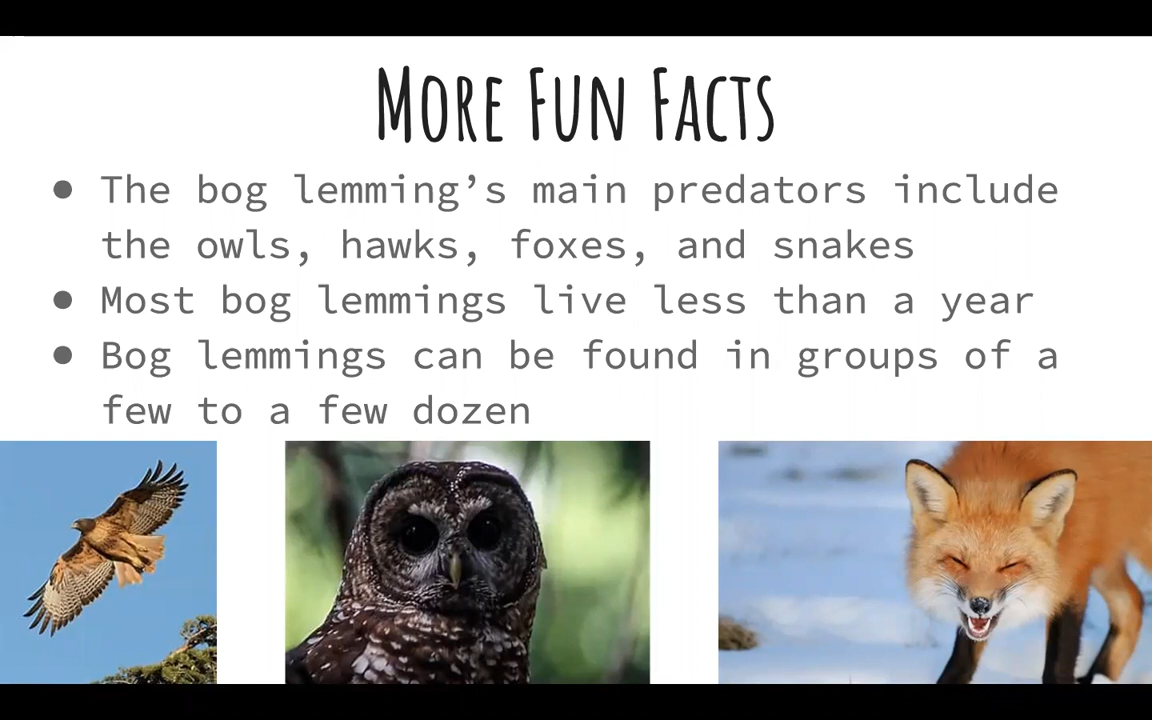 More Fun Facts
● The bog lemming’s main predators include
the owls, hawks, foxes, and snakes
● Most bog lemmings live less than a year
● Bog lemmings can be found in groups of a
few to a few dozen